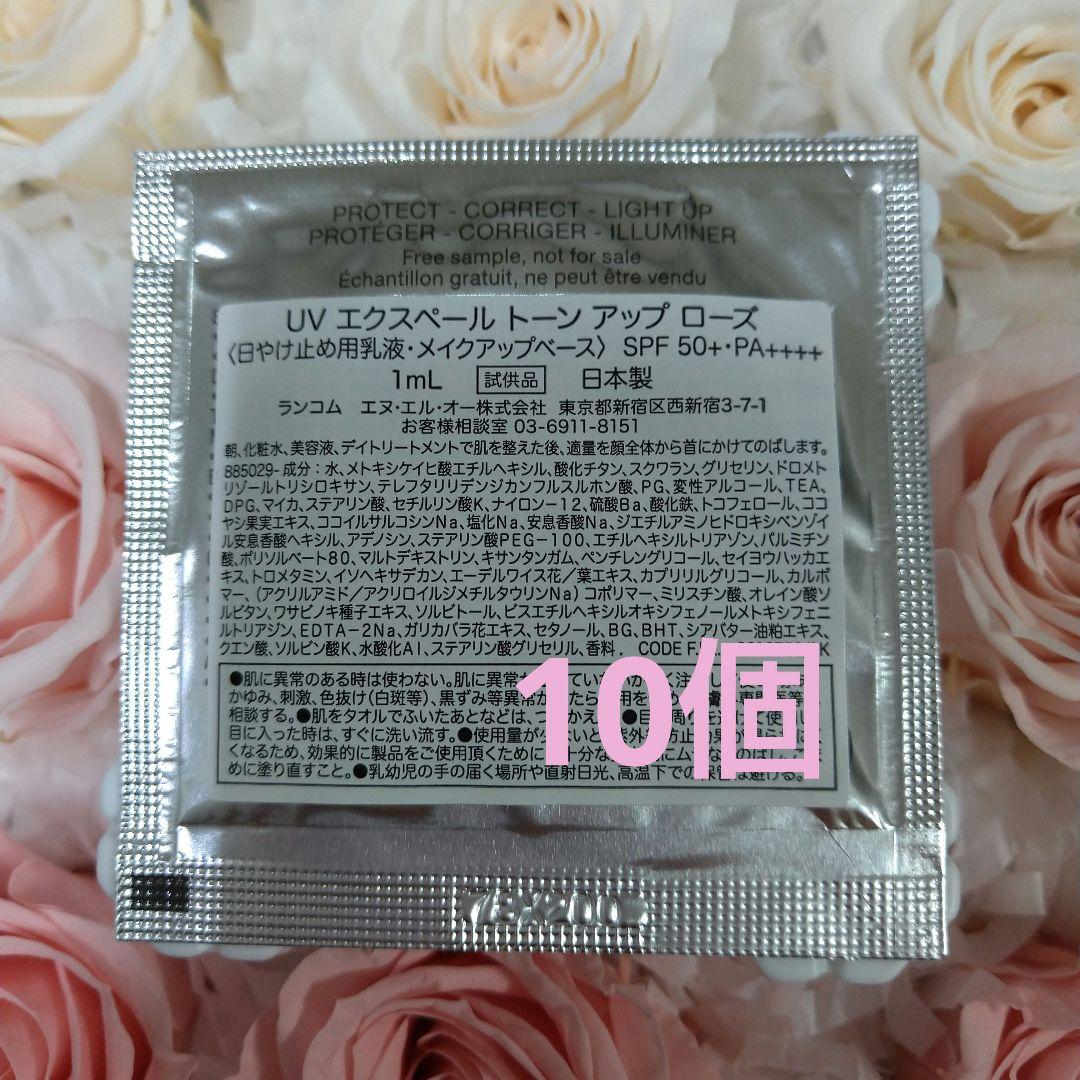 PROTECT - CORRECT - LIGHT UP
PROTÉGER - CORRIGER - ILLUMINER
Free sample, not for sale
Échantillon gratuit, ne peut être vendu
UV エクスペール トーン アップ ローズ
〈日やけ止め用乳液・メイクアップベース〉 SPF 50+・PA++++
1mL 試供品 日本製
ランコム エヌ・エル・オー株式会社 東京都新宿区西新宿3-7-1
お客様相談室 03-6911-8151
朝、化粧水、美容液、デイトリートメントで肌を整えた後、適量を顔全体から首にかけてのばします。
885029-成分：水、メトキシケイヒ酸エチルヘキシル、酸化チタン、スクワラン、グリセリン、ドロメト
リゾールトリシロキサン、テレフタリリデンジカンフルスルホン酸、PG、変性アルコール、TEA、
DPG、マイカ、ステアリン酸、セチルリン酸K、ナイロン-12、硫酸Ba、酸化鉄、トコフェロール、ココ
ヤシ果実エキス、ココイルサルコシンNa、塩化Na、安息香酸Na、ジエチルアミノヒドロキシベンゾイ
ル安息香酸ヘキシル、アデノシン、ステアリン酸PEG-100、エチルヘキシルトリアゾン、パルミチン
酸、ポリソルベート80、マルトデキストリン、キサンタンガム、ペンチレングリコール、セイヨウハッカエ
キス、トロメタミン、イソヘキサデカン、エーデルワイス花／葉エキス、カプリリルグリコール、カルボ
マー、(アクリルアミド／アクリロイルジメチルタウリンNa) コポリマー、ミリスチン酸、オレイン酸ソ
ルビタン、ワサビノキ種子エキス、ソルビトール、ビスエチルヘキシルオキシフェノールメトキシフェニ
ルトリアジン、EDTA-2Na、ガリカバラ花エキス、セタノール、BG、BHT、シアバター油粕エキス、
クエン酸、ソルビン酸K、水酸化Al、ステアリン酸グリセリル、香料． CODE F.
●肌に異常のある時は使わない。肌に異常
かゆみ、刺激、色抜け(白斑等)、黒ずみ等異常が
相談する。●肌をタオルでふいたあとなどは、
目に入った時は、すぐに洗い流す。●使用量が
くなるため、効果的に製品をご使用頂くために
めに塗り直すこと。●乳幼児の手の届く場所や直射日光、高温下での
10個